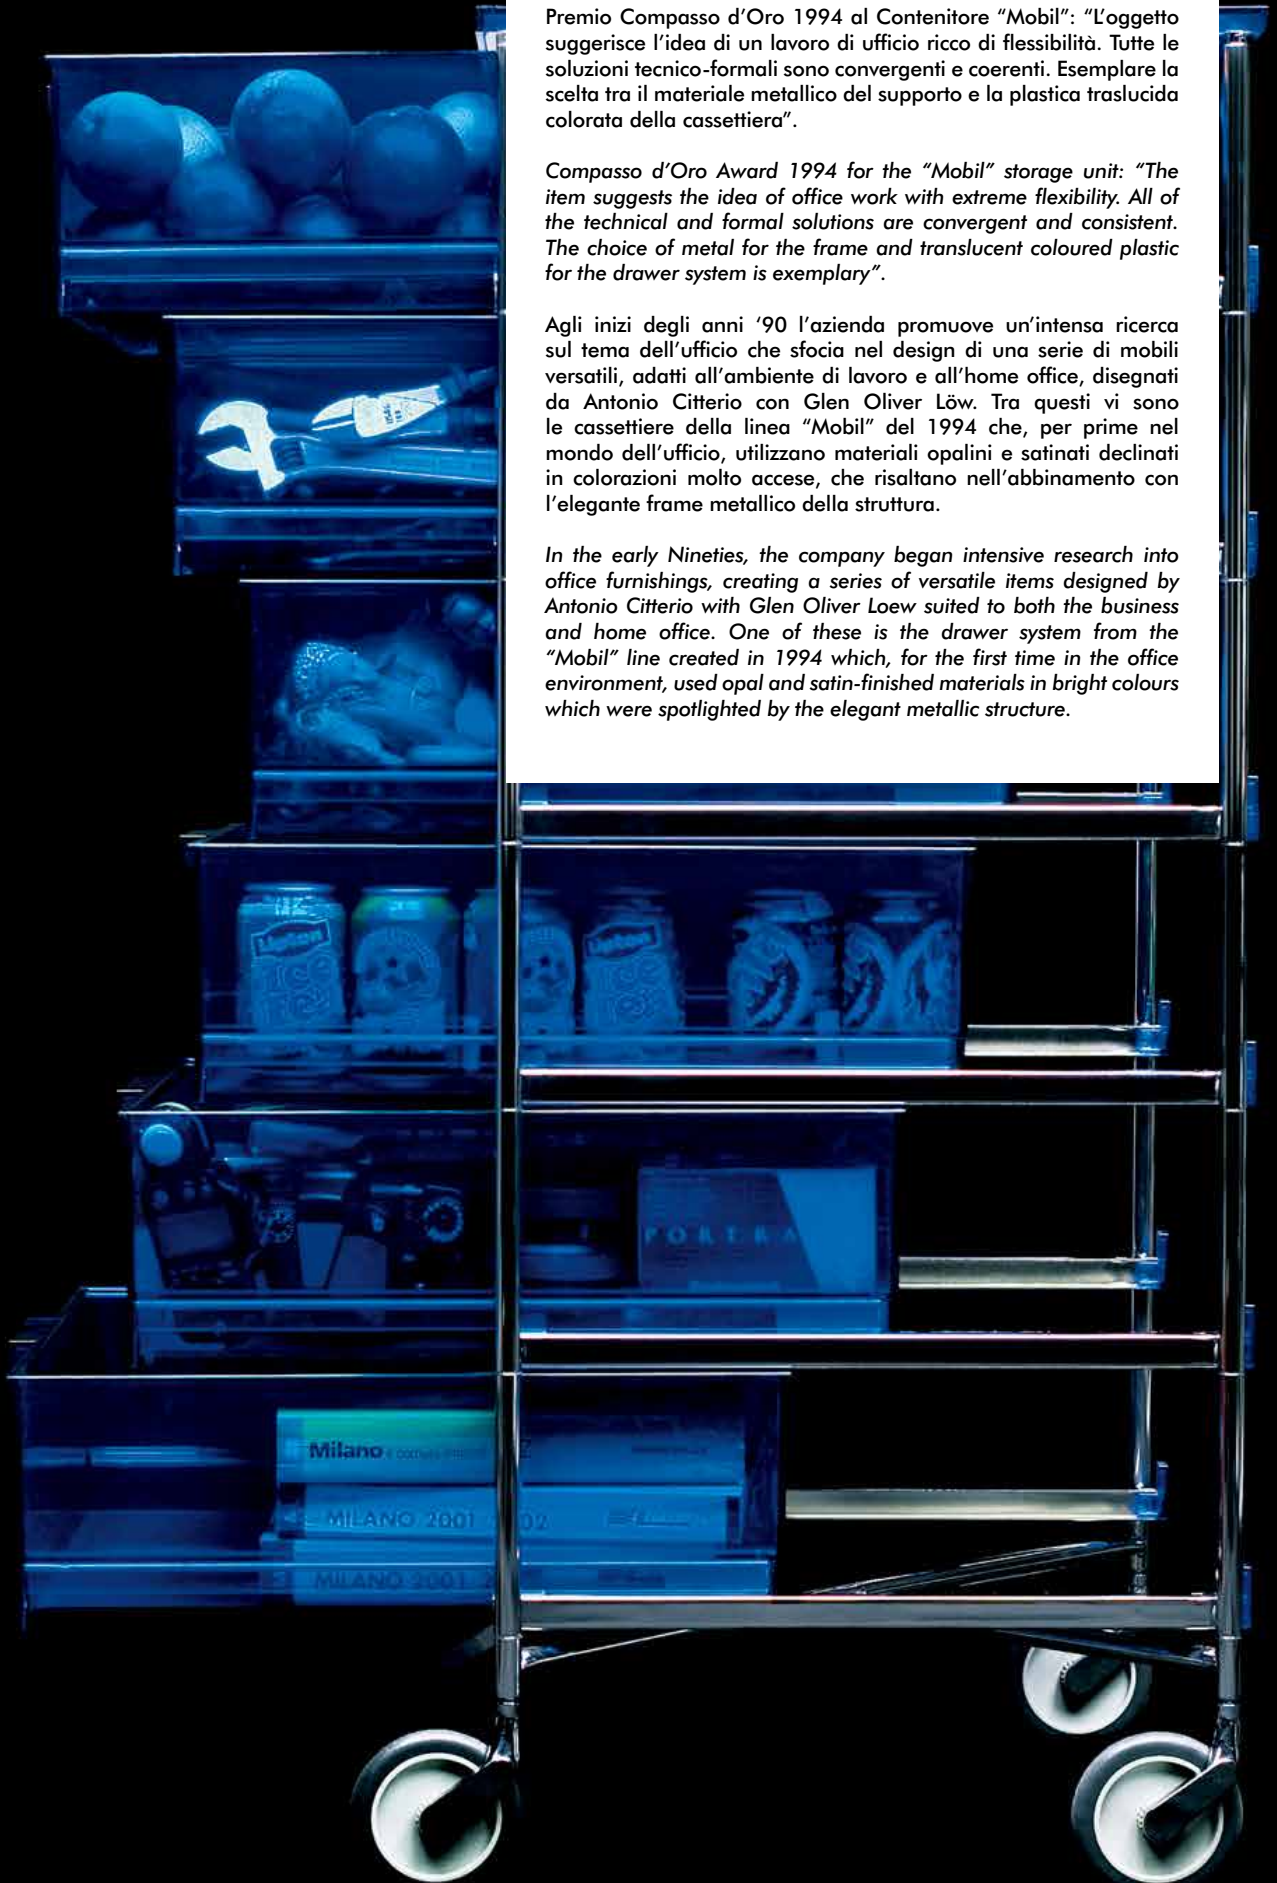 Premio Compasso d’Oro 1994 al Contenitore “Mobil”: “L’oggetto
suggerisce l’idea di un lavoro di ufficio ricco di flessibilità. Tutte le
soluzioni tecnico-formali sono convergenti e coerenti. Esemplare la
scelta tra il materiale metallico del supporto e la plastica traslucida
colorata della cassettiera”.
Compasso d’Oro Award 1994 for the “Mobil” storage unit: “The
item suggests the idea of office work with extreme flexibility. All of
the technical and formal solutions are convergent and consistent.
The choice of metal for the frame and translucent coloured plastic
for the drawer system is exemplary”.
Agli inizi degli anni ‘90 l’azienda promuove un’intensa ricerca
sul tema dell’ufficio che sfocia nel design di una serie di mobili
versatili, adatti all’ambiente di lavoro e all’home office, disegnati
da Antonio Citterio con Glen Oliver Löw. Tra questi vi sono
le cassettiere della linea “Mobil” del 1994 che, per prime nel
mondo dell’ufficio, utilizzano materiali opalini e satinati declinati
in colorazioni molto accese, che risaltano nell’abbinamento con
l’elegante frame metallico della struttura.
In the early Nineties, the company began intensive research into
office furnishings, creating a series of versatile items designed by
Antonio Citterio with Glen Oliver Loew suited to both the business
and home office. One of these is the drawer system from the
“Mobil” line created in 1994 which, for the first time in the office
environment, used opal and satin-finished materials in bright colours
which were spotlighted by the elegant metallic structure.
Lipton Lipton
PORTRA
Milano
MILANO 2001 02
MILANO 2001 2